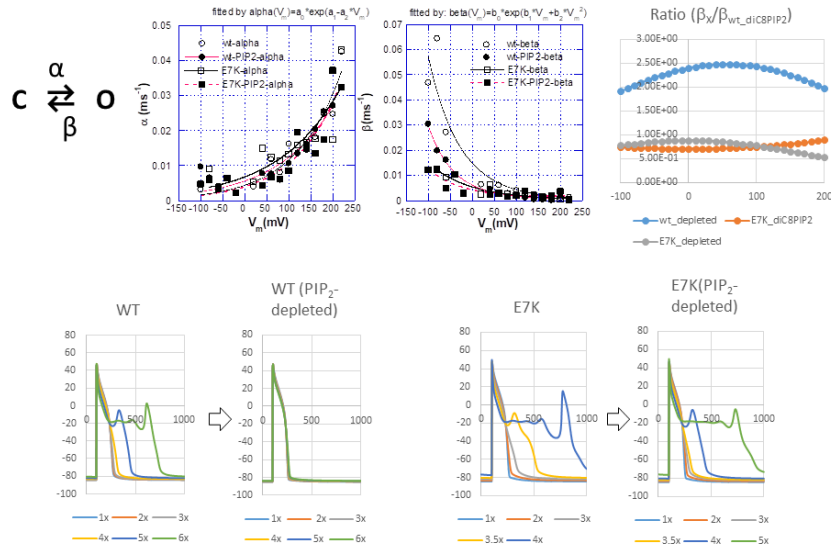 fitted by alpha(Vₘ)=a₀*exp(a₁-a₂*Vₘ)
fitted by: beta(Vₘ)=b₀*exp(b₁*Vₘ+b₂*Vₘ²)
Ratio (βX/βwt_diC8PIP2)
α
C ⇄ O
β
0.05
0.04
0.03
0.02
0.01
0
wt-alpha
wt-PIP2-alpha
E7K-alpha
E7K-PIP2-alpha
α (ms⁻¹)
-150 -100 -50 0 50 100 150 200 250
Vₘ(mV)
0.07
0.06
0.05
0.04
0.03
0.02
0.01
0
wt-beta
wt-PIP2-beta
E7K-beta
E7K-PIP2-beta
β(ms⁻¹)
-150 -100 -50 0 50 100 150 200 250
Vₘ(mV)
3.00E+00
2.50E+00
2.00E+00
1.50E+00
1.00E+00
5.00E-01
0.00E+00
-100 0 100 200
wt_depleted E7K_diC8PIP2
E7K_depleted
WT
80
60
40
20
0
-20
-40
-60
-80
-100
0 500 1000
1x 2x 3x
4x 5x 6x
WT (PIP₂-
depleted)
80
60
40
20
0
-20
-40
-60
-80
-100
0 500 1000
1x 2x 3x
4x 5x 6x
E7K
80
60
40
20
0
-20
-40
-60
-80
-100
0 500 1000
1x 2x 3x
3.5x 4x
E7K(PIP₂-
depleted)
80
60
40
20
0
-20
-40
-60
-80
-100
0 500 1000
1x 2x 3x
4x 5x